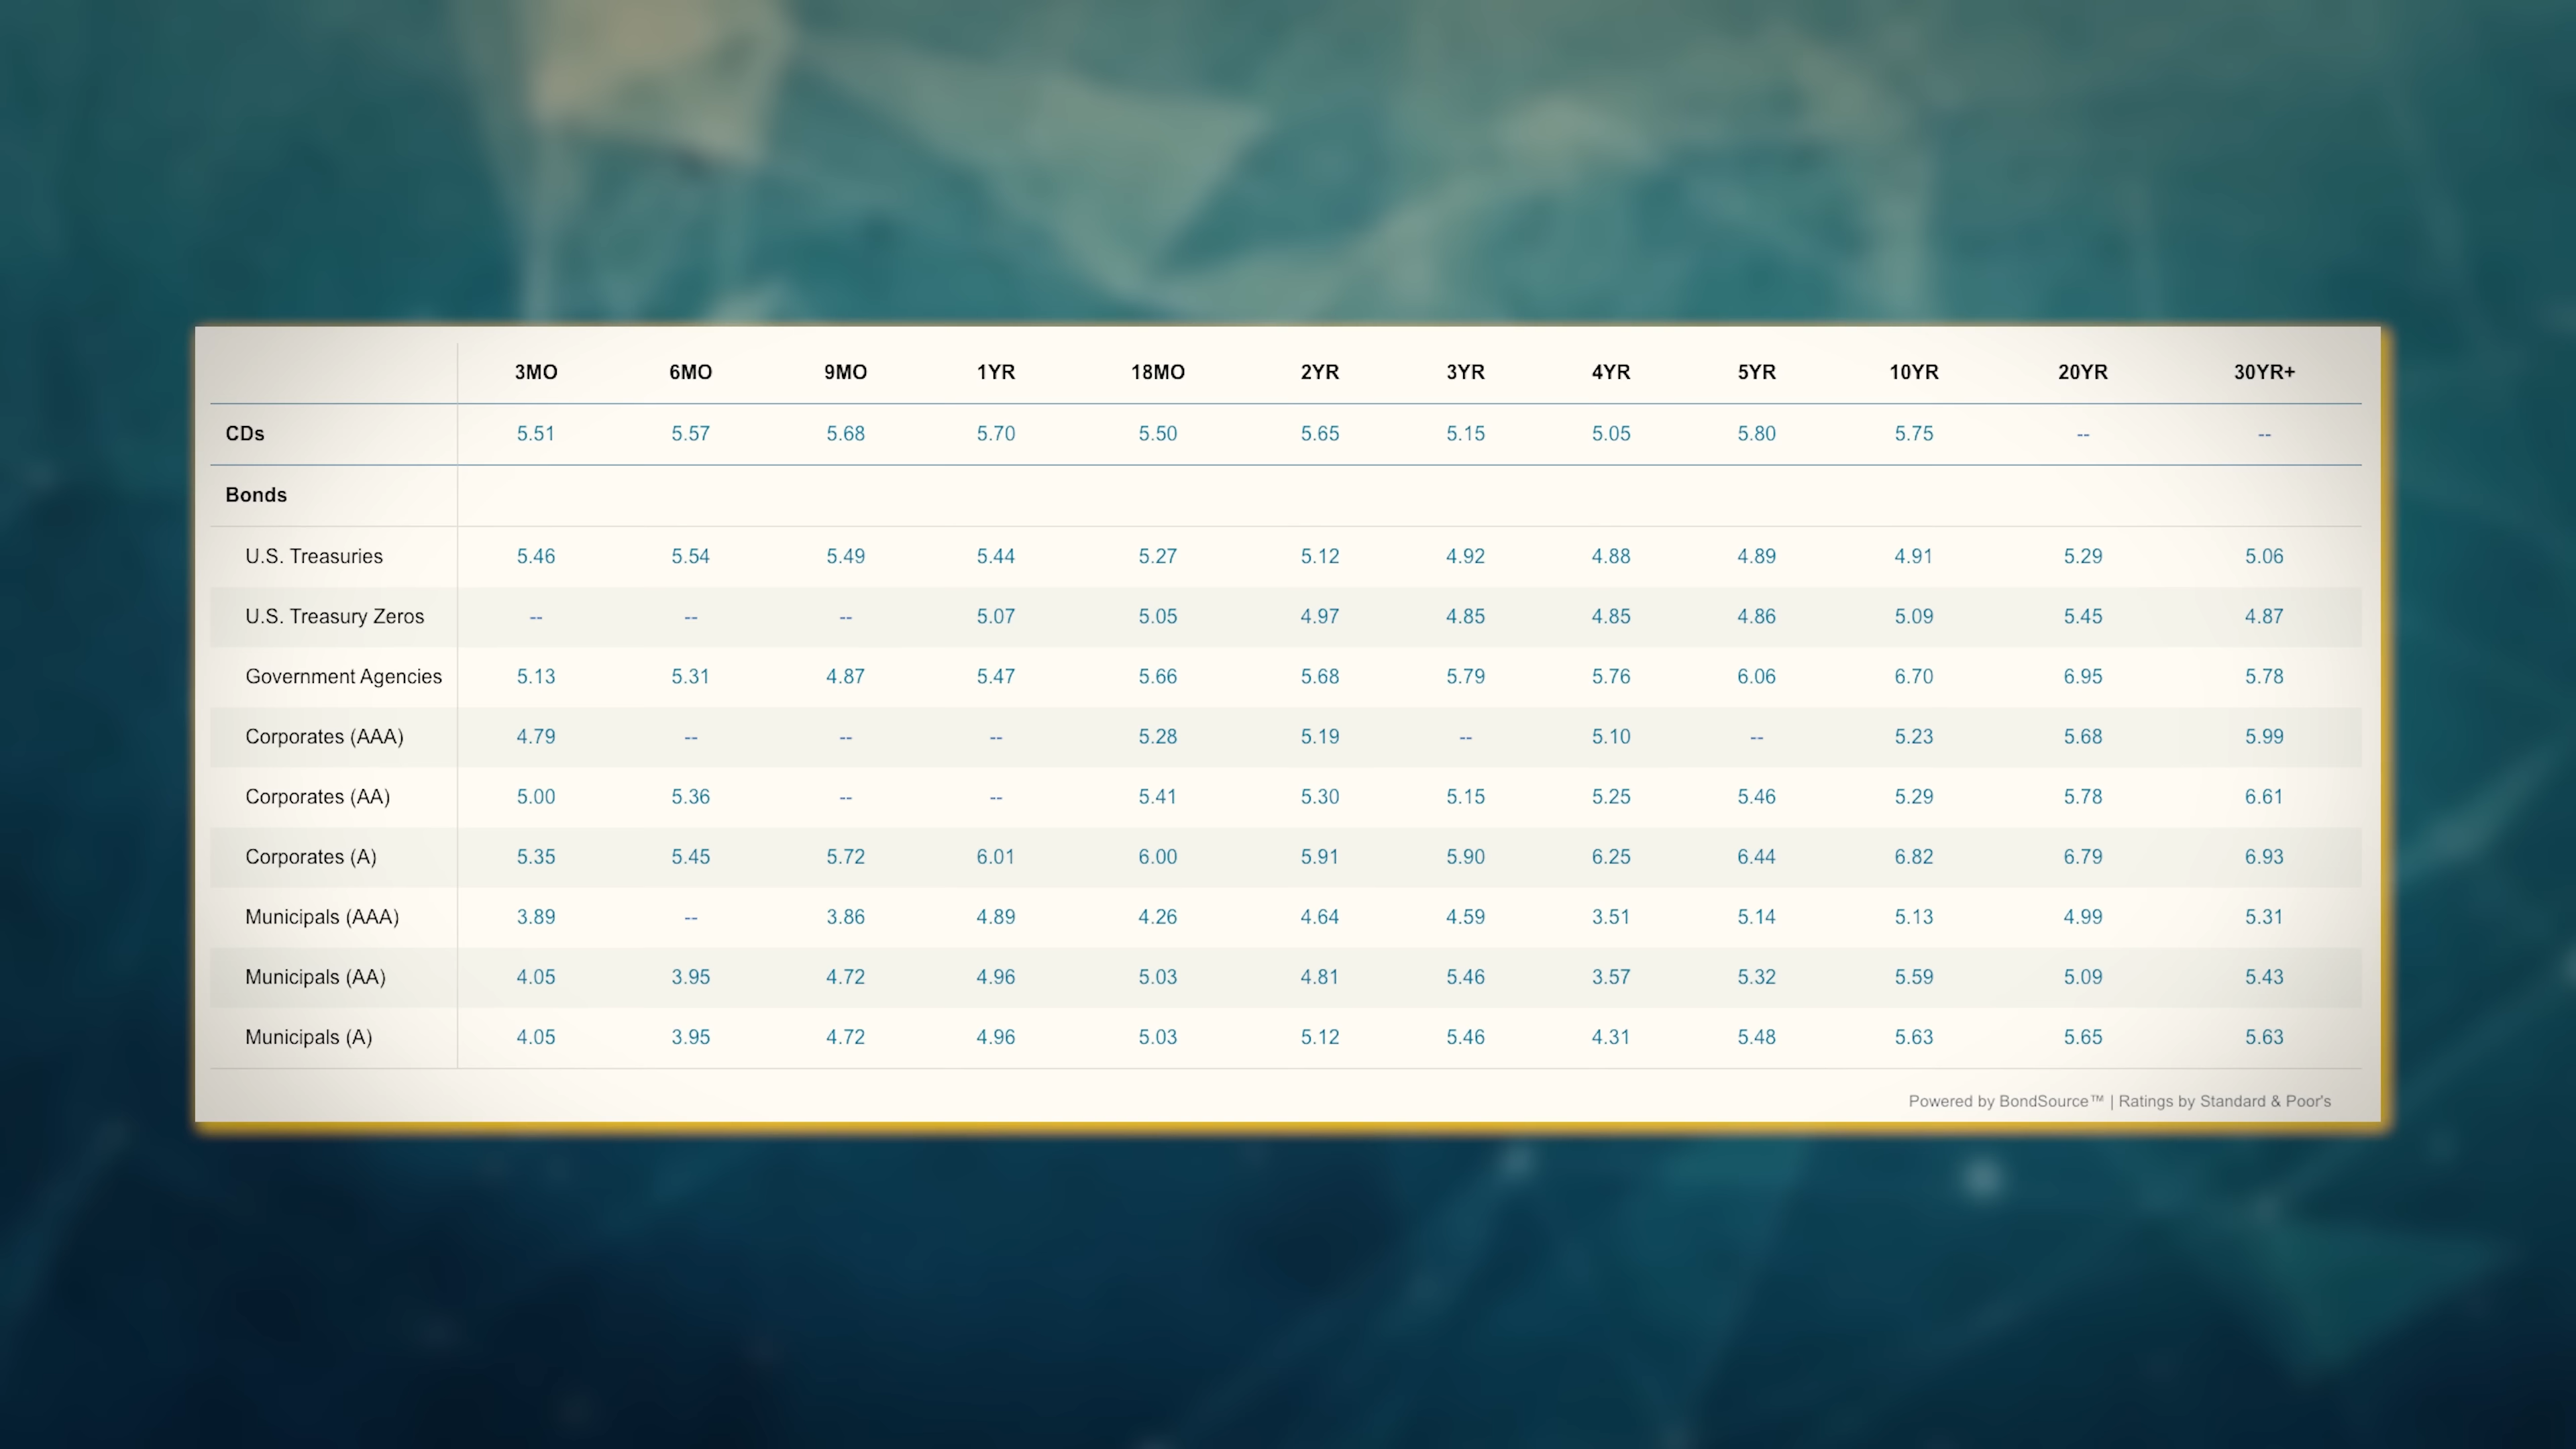 3MO 6MO 9MO 1YR 18MO 2YR 3YR 4YR 5YR 10YR 20YR 30YR+
CDs 5.51 5.57 5.68 5.70 5.50 5.65 5.15 5.05 5.80 5.75 -- --
Bonds
U.S. Treasuries 5.46 5.54 5.49 5.44 5.27 5.12 4.92 4.88 4.89 4.91 5.29 5.06
U.S. Treasury Zeros -- -- -- 5.07 5.05 4.97 4.85 4.85 4.86 5.09 5.45 4.87
Government Agencies 5.13 5.31 4.87 5.47 5.66 5.68 5.79 5.76 6.06 6.70 6.95 5.78
Corporates (AAA) 4.79 -- -- -- 5.28 5.19 -- 5.10 -- 5.23 5.68 5.99
Corporates (AA) 5.00 5.36 -- -- 5.41 5.30 5.15 5.25 5.46 5.29 5.78 6.61
Corporates (A) 5.35 5.45 5.72 6.01 6.00 5.91 5.90 6.25 6.44 6.82 6.79 6.93
Municipals (AAA) 3.89 -- 3.86 4.89 4.26 4.64 4.59 3.51 5.14 5.13 4.99 5.31
Municipals (AA) 4.05 3.95 4.72 4.96 5.03 4.81 5.46 3.57 5.32 5.59 5.09 5.43
Municipals (A) 4.05 3.95 4.72 4.96 5.03 5.12 5.46 4.31 5.48 5.63 5.65 5.63
Powered by BondSource™ | Ratings by Standard & Poor's